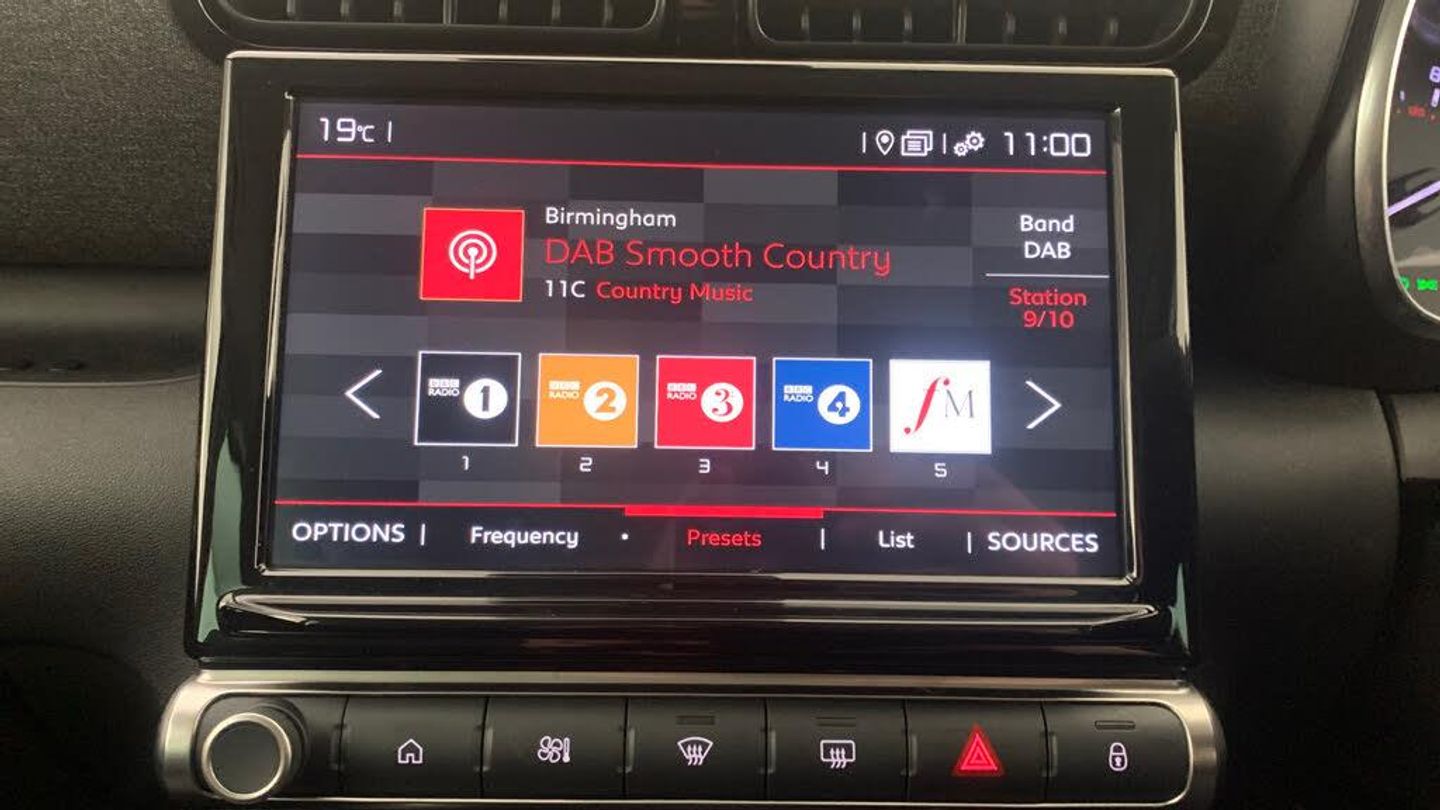 19°C
11:00
Birmingham
DAB Smooth Country
11C Country Music
Band
DAB
Station
9/10
BBC
RADIO 1
BBC
RADIO 2
BBC
RADIO 3
BBC
RADIO 4
fM
1
2
3
4
5
OPTIONS
Frequency
Presets
List
SOURCES